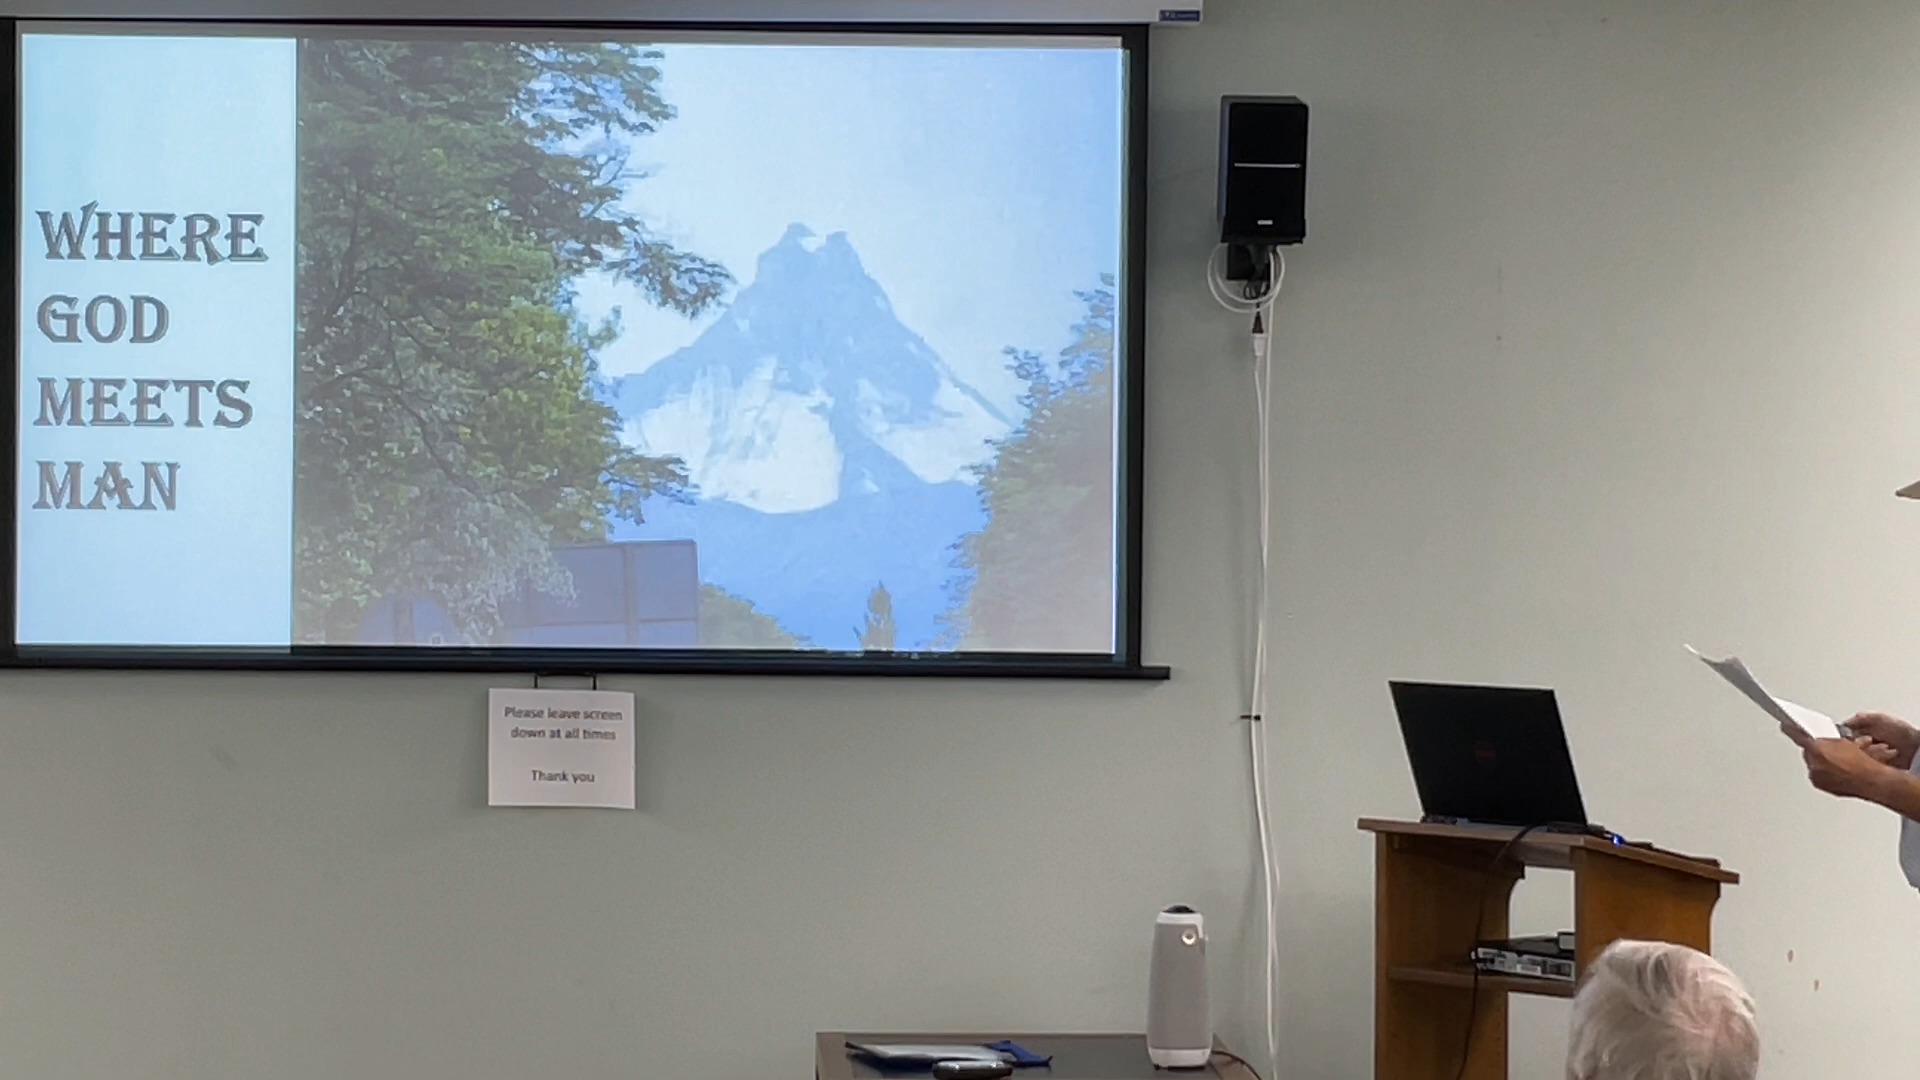 WHERE
GOD
MEETS
MAN
Please leave screen
down at all times
Thank you